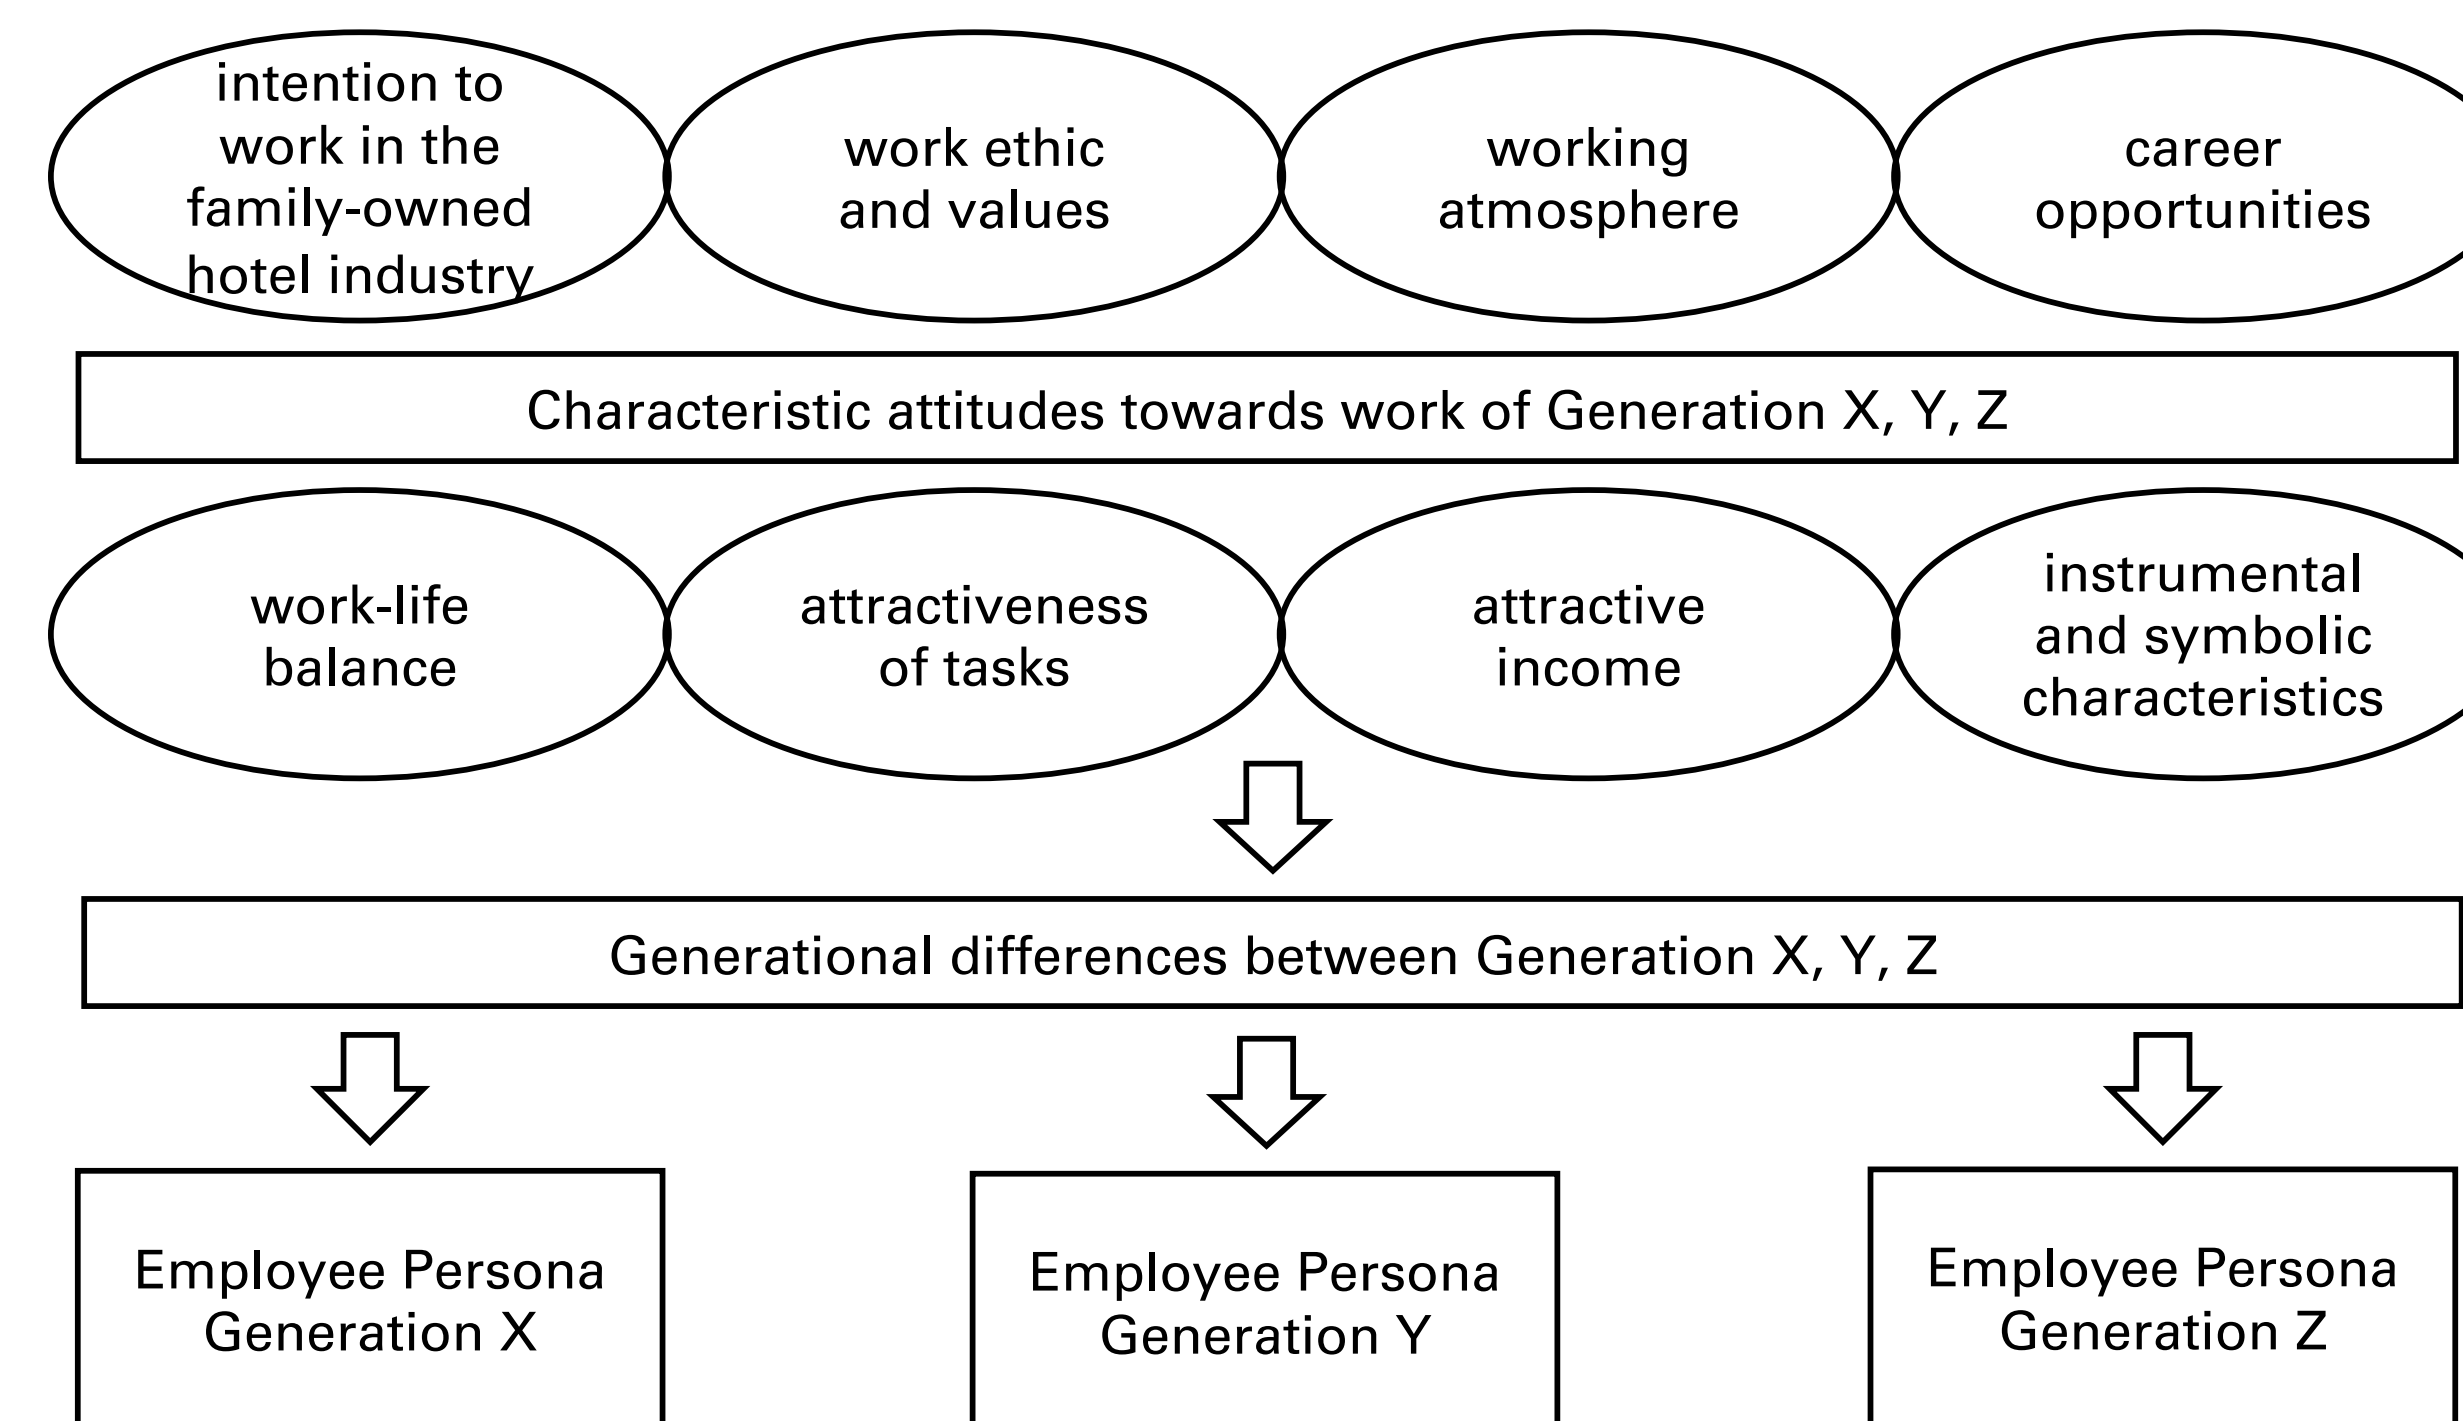 intention to
work in the
family-owned
hotel industry
work ethic
and values
working
atmosphere
career
opportunities
Characteristic attitudes towards work of Generation X, Y, Z
work-life
balance
attractiveness
of tasks
attractive
income
instrumental
and symbolic
characteristics
Generational differences between Generation X, Y, Z
Employee Persona
Generation X
Employee Persona
Generation Y
Employee Persona
Generation Z